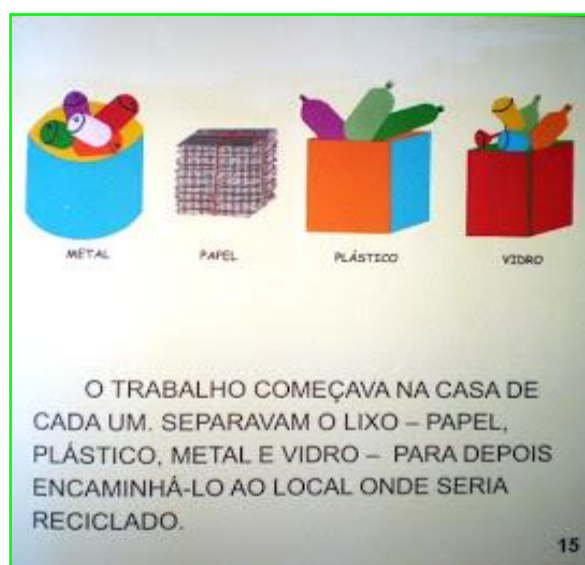 METAL PAPEL PLÁSTICO VIDRO
O TRABALHO COMEÇAVA NA CASA DE
CADA UM. SEPARAVAM O LIXO – PAPEL,
PLÁSTICO, METAL E VIDRO – PARA DEPOIS
ENCAMINHÁ-LO AO LOCAL ONDE SERIA
RECICLADO.
15